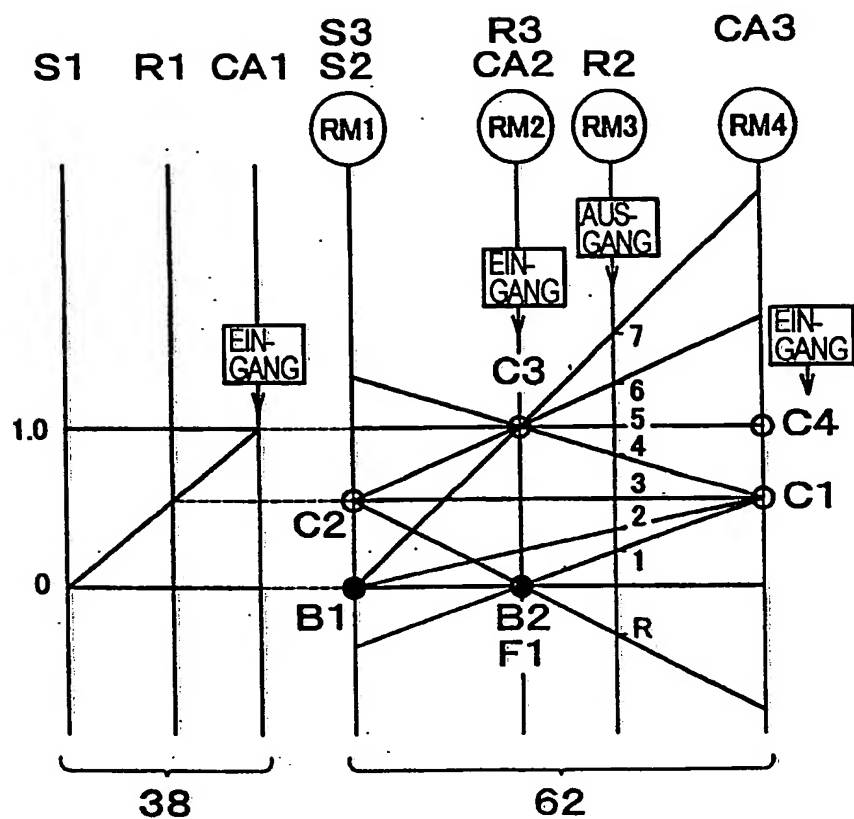 S3 R3 CA3
S1 R1 CA1 S2 CA2 R2
RM1 RM2 RM3 RM4
AUS-
GANG
EIN-
GANG
EIN-
GANG
EIN-
GANG
7
6
C3
1.0
5
C4
4
3
C1
C2
2
1
0
B1
B2
F1
R
38
62